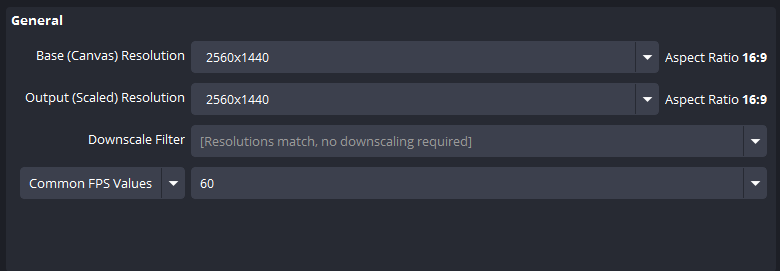 General
Base (Canvas) Resolution 2560x1440 Aspect Ratio 16:9
Output (Scaled) Resolution 2560x1440 Aspect Ratio 16:9
Downscale Filter [Resolutions match, no downscaling required]
Common FPS Values 60